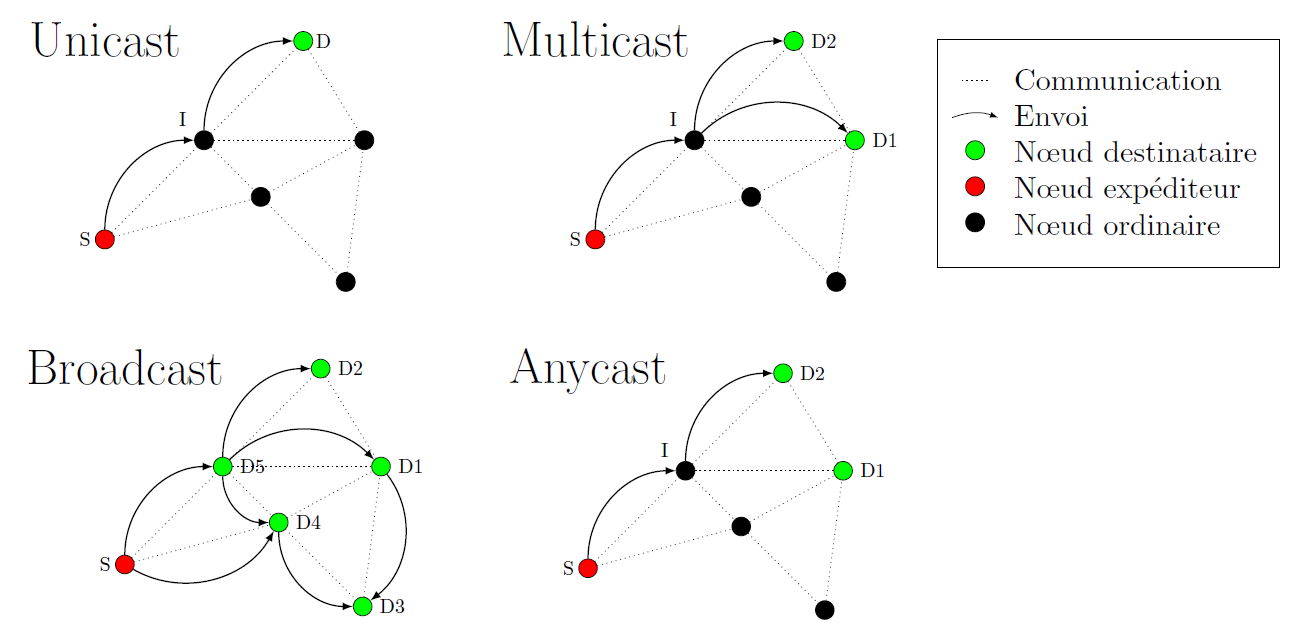 Unicast
D
I
S
Multicast
D2
I
D1
S
Communication
Envoi
Nœud destinataire
Nœud expéditeur
Nœud ordinaire
Broadcast
D2
D5
D1
D4
S
D3
Anycast
D2
I
D1
S